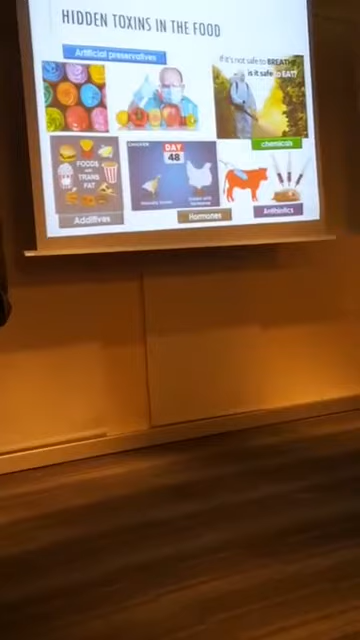 HIDDEN TOXINS IN THE FOOD
Artificial preservatives
If it's not safe to BREATHE
is it safe to EAT?
chemicals
FOODS
WITH
TRANS
FAT
Additives
DAY
48
Hormones
Antibiotics